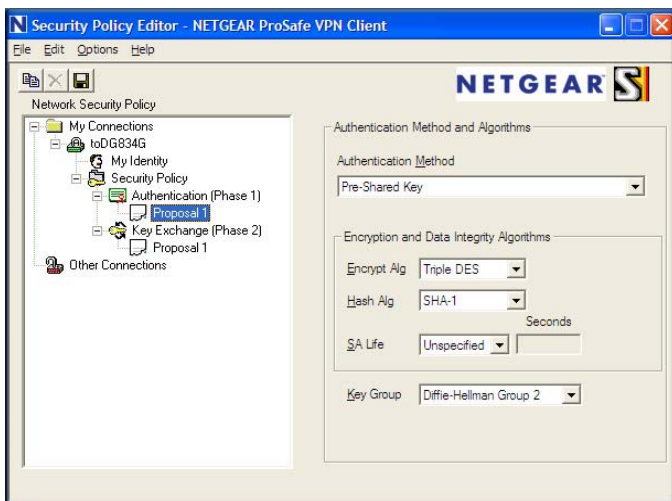 N Security Policy Editor - NETGEAR ProSafe VPN Client
File Edit Options Help
NETGEAR S
Network Security Policy
My Connections
toDG834G
My Identity
Security Policy
Authentication (Phase 1)
Proposal 1
Key Exchange (Phase 2)
Proposal 1
Other Connections
Authentication Method and Algorithms
Authentication Method
Pre-Shared Key
Encryption and Data Integrity Algorithms
Encrypt Alg Triple DES
Hash Alg SHA-1
Seconds
SA Life Unspecified
Key Group Diffie-Hellman Group 2